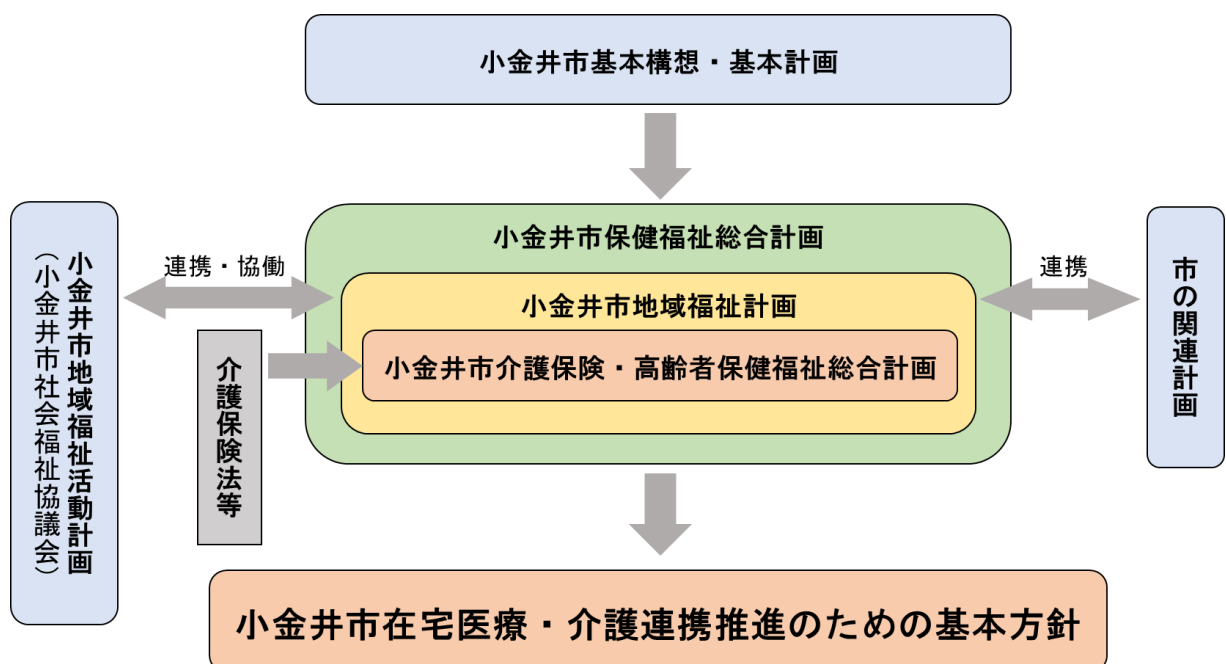 小金井市基本構想・基本計画
小金井市保健福祉総合計画
連携・協働
連携
小金井市地域福祉計画
小金井市介護保険・高齢者保健福祉総合計画
小金井市地域福祉活動計画
（小金井市社会福祉協議会）
介護保険法等
市の関連計画
小金井市在宅医療・介護連携推進のための基本方針